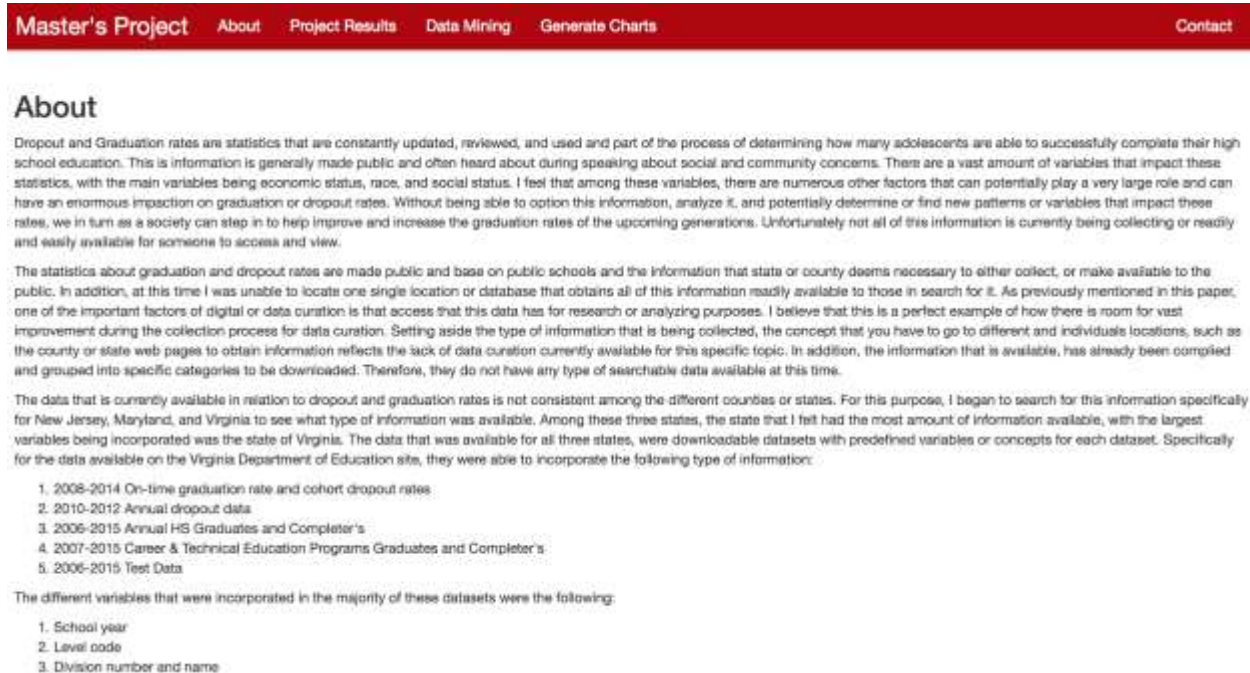 Master's Project About Project Results Data Mining Generate Charts Contact
About
Dropout and Graduation rates are statistics that are constantly updated, reviewed, and used and part of the process of determining how many adolescents are able to successfully complete their high
school education. This is information is generally made public and often heard about during speaking about social and community concerns. There are a vast amount of variables that impact these
statistics, with the main variables being economic status, race, and social status. I feel that among these variables, there are numerous other factors that can potentially play a very large role and can
have an enormous impaction on graduation or dropout rates. Without being able to option this information, analyze it, and potentially determine or find new patterns or variables that impact these
rates, we in turn as a society can step in to help improve and increase the graduation rates of the upcoming generations. Unfortunately not all of this information is currently being collecting or readily
and easily available for someone to access and view.
The statistics about graduation and dropout rates are made public and base on public schools and the information that state or county deems necessary to either collect, or make available to the
public. In addition, at this time I was unable to locate one single location or database that obtains all of this information readily available to those in search for it. As previously mentioned in this paper,
one of the important factors of digital or data curation is that access that this data has for research or analyzing purposes. I believe that this is a perfect example of how there is room for vast
improvement during the collection process for data curation. Setting aside the type of information that is being collected, the concept that you have to go to different and individuals locations, such as
the county or state web pages to obtain information reflects the lack of data curation currently available for this specific topic. In addition, the information that is available, has already been compiled
and grouped into specific categories to be downloaded. Therefore, they do not have any type of searchable data available at this time.
The data that is currently available in relation to dropout and graduation rates is not consistent among the different counties or states. For this purpose, I began to search for this information specifically
for New Jersey, Maryland, and Virginia to see what type of information was available. Among these three states, the state that I felt had the most amount of information available, with the largest
variables being incorporated was the state of Virginia. The data that was available for all three states, were downloadable datasets with predefined variables or concepts for each dataset. Specifically
for the data available on the Virginia Department of Education site, they were able to incorporate the following type of information:
1. 2008-2014 On-time graduation rate and cohort dropout rates
2. 2010-2012 Annual dropout data
3. 2006-2015 Annual HS Graduates and Completer's
4. 2007-2015 Career & Technical Education Programs Graduates and Completer's
5. 2006-2015 Test Data
The different variables that were incorporated in the majority of these datasets were the following:
1. School year
2. Level code
3. Division number and name